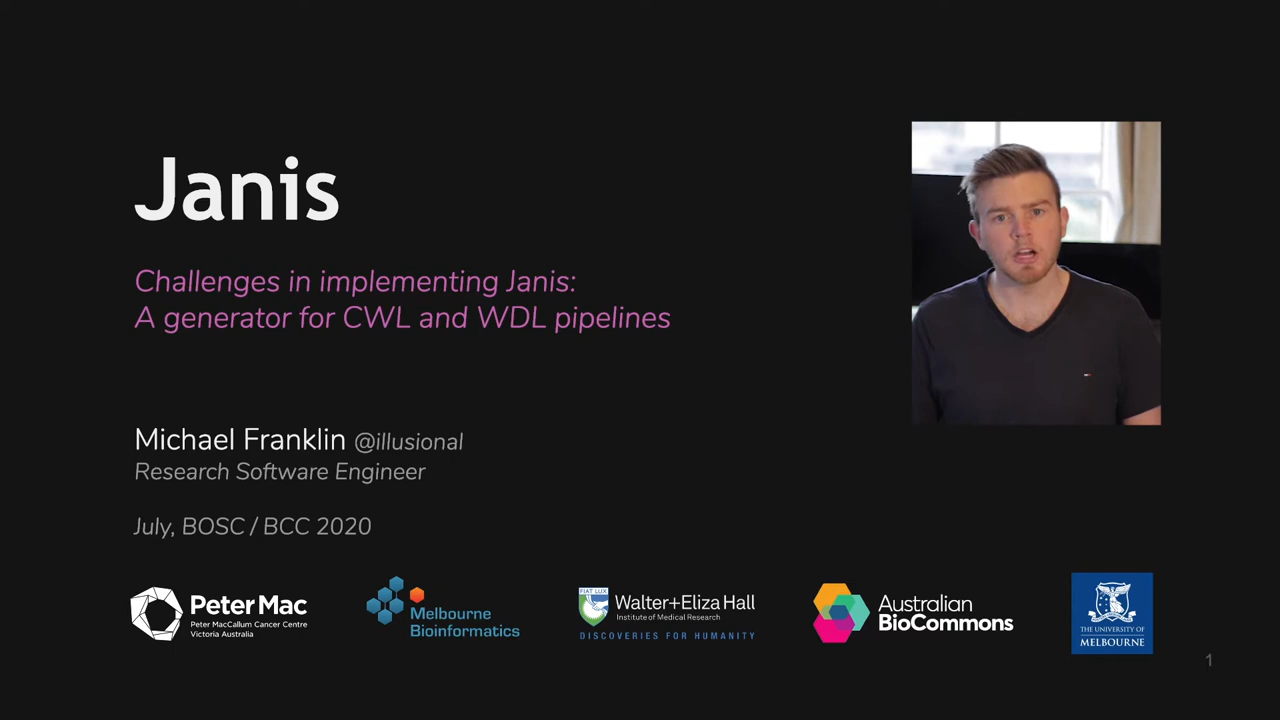 Janis
Challenges in implementing Janis:
A generator for CWL and WDL pipelines
Michael Franklin @illusional
Research Software Engineer
July, BOSC / BCC 2020
Peter Mac
Peter MacCallum Cancer Centre
Victoria Australia
Melbourne
Bioinformatics
FIAT LUX
Walter+Eliza Hall
Institute of Medical Research
DISCOVERIES FOR HUMANITY
Australian
BioCommons
THE UNIVERSITY OF
MELBOURNE
1